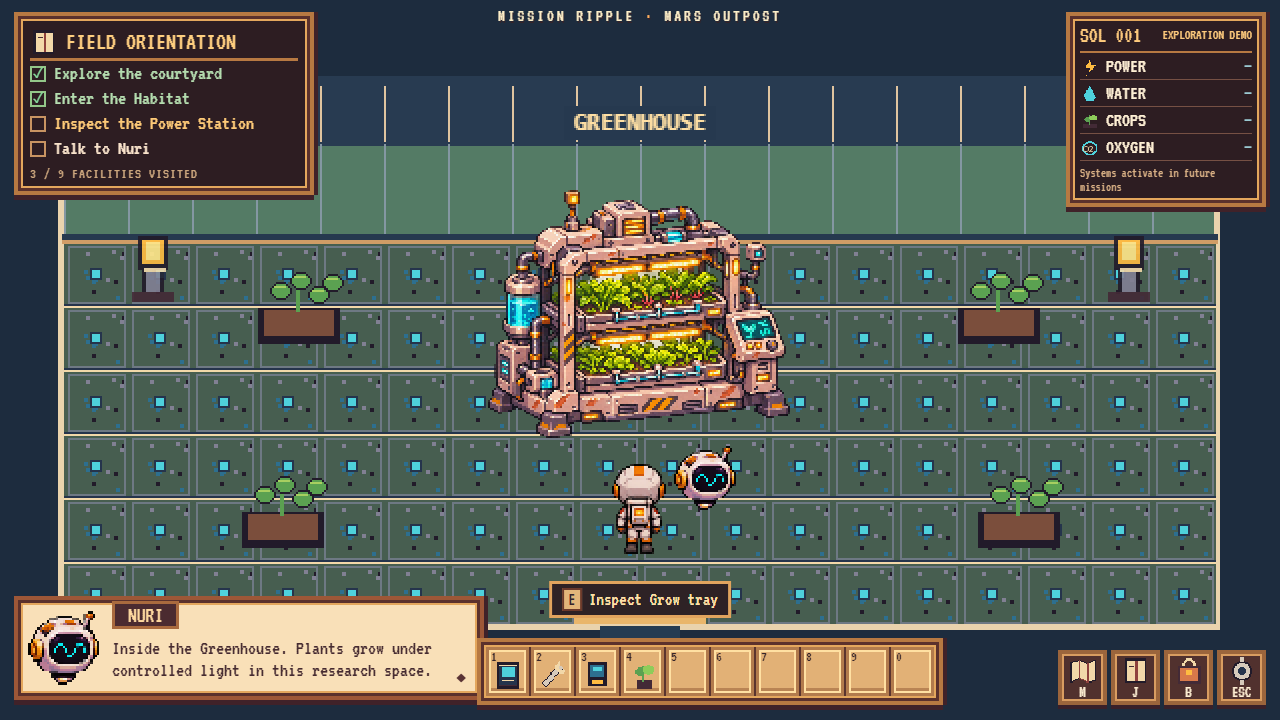 MISSION RIPPLE · MARS OUTPOST
FIELD ORIENTATION
Explore the courtyard
Enter the Habitat
Inspect the Power Station
Talk to Nuri
3 / 9 FACILITIES VISITED
SOL 001 EXPLORATION DEMO
POWER –
WATER –
CROPS –
O2 OXYGEN –
Systems activate in future
missions
GREENHOUSE
E Inspect Grow tray
NURI
Inside the Greenhouse. Plants grow under
controlled light in this research space.
1 2 3 4 5 6 7 8 9 0
M J B ESC